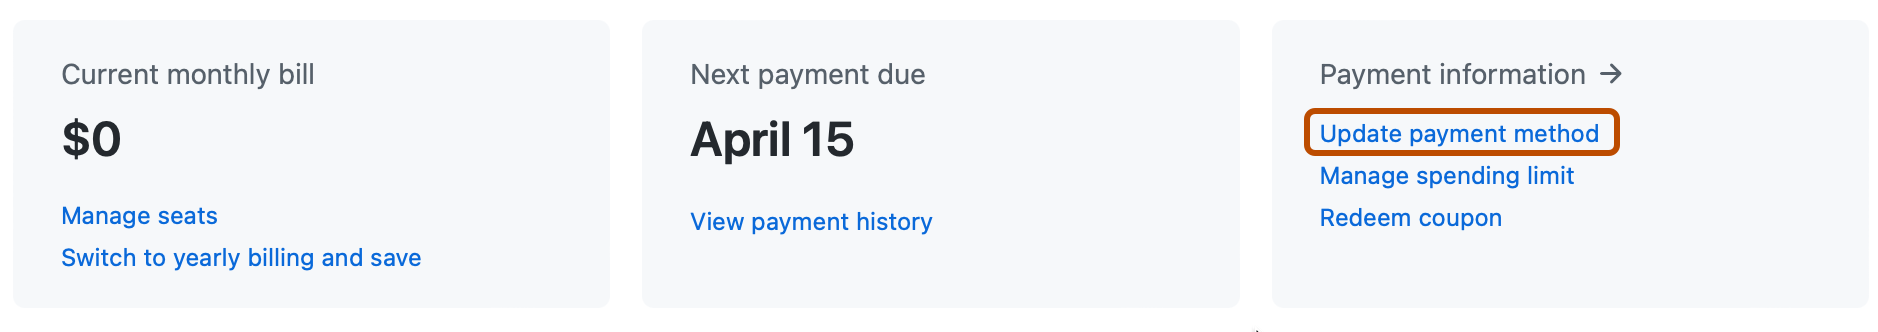 Current monthly bill
$0
Manage seats
Switch to yearly billing and save
Next payment due
April 15
View payment history
Payment information →
Update payment method
Manage spending limit
Redeem coupon